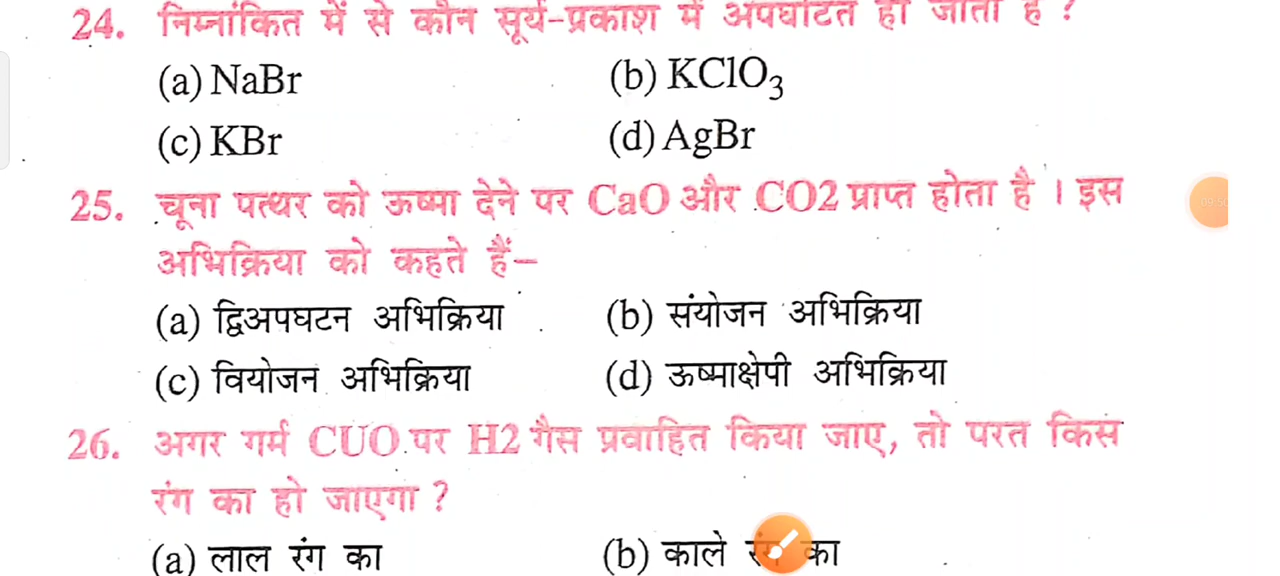 24. निम्नांकित में से कौन सूर्य-प्रकाश में अपघटित हो जाता है ?
(a) NaBr (b) KClO₃
(c) KBr (d) AgBr
25. चूना पत्थर को ऊष्मा देने पर CaO और CO2 प्राप्त होता है । इस
अभिक्रिया को कहते हैं–
(a) द्विअपघटन अभिक्रिया (b) संयोजन अभिक्रिया
(c) वियोजन अभिक्रिया (d) ऊष्माक्षेपी अभिक्रिया
26. अगर गर्म CUO पर H2 गैस प्रवाहित किया जाए, तो परत किस
रंग का हो जाएगा ?
(a) लाल रंग का (b) काले रंग का